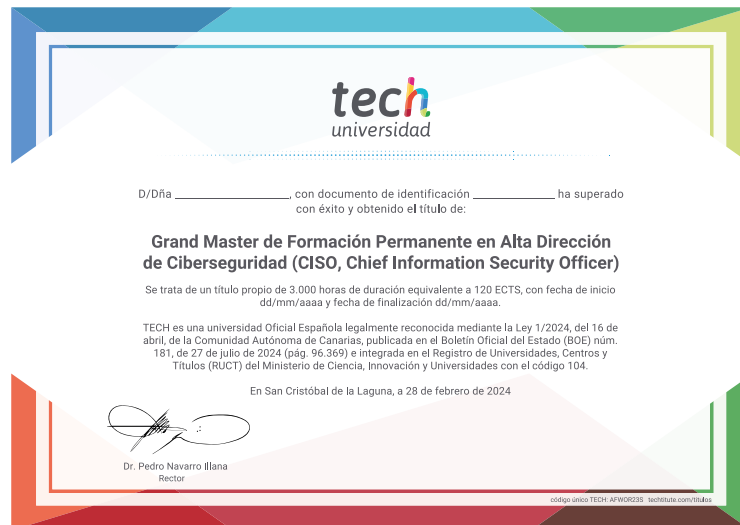 tech
universidad
D/Dña ________________, con documento de identificación ____________ ha superado
con éxito y obtenido el título de:
Grand Master de Formación Permanente en Alta Dirección
de Ciberseguridad (CISO, Chief Information Security Officer)
Se trata de un título propio de 3.000 horas de duración equivalente a 120 ECTS, con fecha de inicio
dd/mm/aaaa y fecha de finalización dd/mm/aaaa.
TECH es una universidad Oficial Española legalmente reconocida mediante la Ley 1/2024, del 16 de
abril, de la Comunidad Autónoma de Canarias, publicada en el Boletín Oficial del Estado (BOE) núm.
181, de 27 de julio de 2024 (pág. 96.369) e integrada en el Registro de Universidades, Centros y
Títulos (RUCT) del Ministerio de Ciencia, Innovación y Universidades con el código 104.
En San Cristóbal de la Laguna, a 28 de febrero de 2024
Dr. Pedro Navarro Illana
Rector
código único TECH: AFWOR23S techtitute.com/titulos